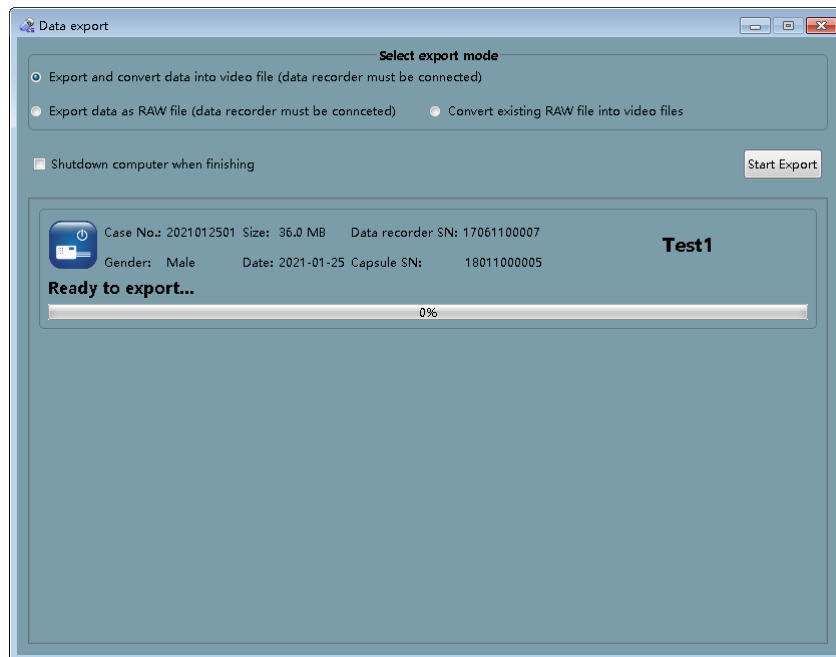 Data export
Select export mode
Export and convert data into video file (data recorder must be connected)
Export data as RAW file (data recorder must be connceted) Convert existing RAW file into video files
Shutdown computer when finishing Start Export
Case No.: 2021012501 Size: 36.0 MB Data recorder SN: 17061100007
Test1
Gender: Male Date: 2021-01-25 Capsule SN: 18011000005
Ready to export...
0%